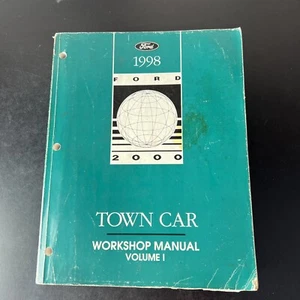 Ford
1998
FORD
2000
TOWN CAR
WORKSHOP MANUAL
VOLUME I